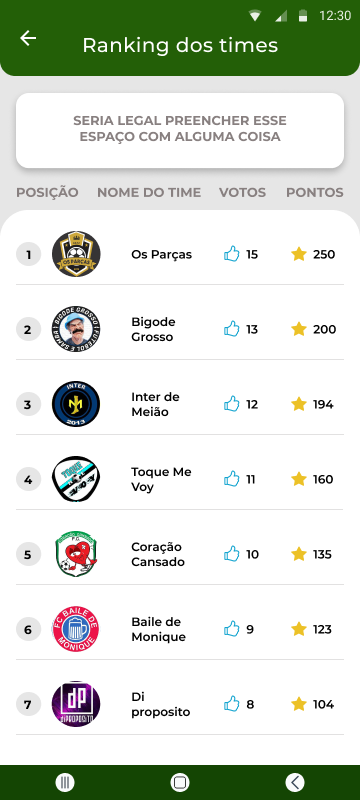 12:30
Ranking dos times
SERIA LEGAL PREENCHER ESSE
ESPAÇO COM ALGUMA COISA
POSIÇÃO NOME DO TIME VOTOS PONTOS
1 OS PARÇAS Os Parças 15 250
2 BIGODE GROSSO Bigode 13 200
Grosso
3 INTER 2013 Inter de 12 194
Meião
4 TOQUE Toque Me 11 160
Voy
5 F.C Coração 10 135
Cansado
6 FC BAILE DE MONIQUE Baile de 9 123
Monique
7 dp DIPROPOSITO Di 8 104
proposito